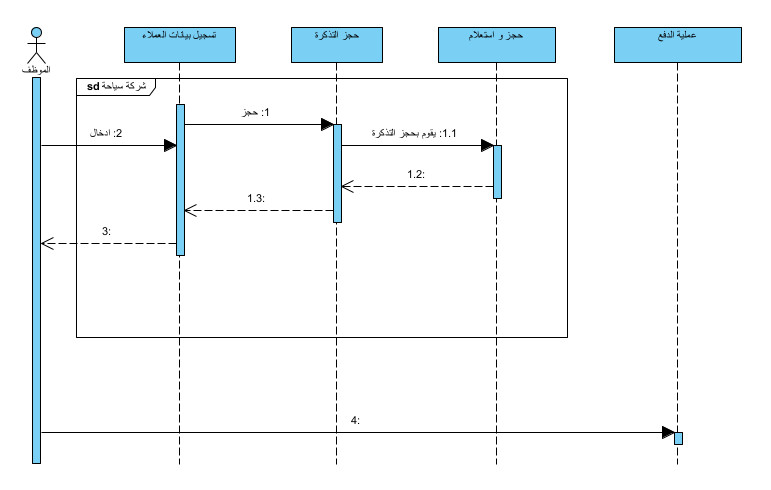 تسجيل بيانات العملاء
حجز التذكرة
حجز و استعلام
عملية الدفع
الموظف
sd شركة سياحة
1: حجز
2: ادخال
1.1: يقوم بحجز التذكرة
1.2:
1.3:
3:
4: